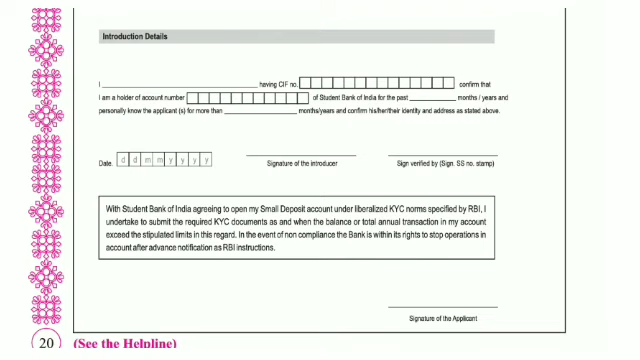 Introduction Details
I having CIF no. confirm that
I am a holder of account number of Student Bank of India for the past months / years and
personally know the applicant (s) for more than months/years and confirm his/her/their identity and address as stated above.
Date. d d m m y y y y
Signature of the introducer Sign verified by (Sign. SS no. stamp)
With Student Bank of India agreeing to open my Small Deposit account under liberalized KYC norms specified by RBI, I
undertake to submit the required KYC documents as and when the balance or total annual transaction in my account
exceed the stipulated limits in this regard. In the event of non compliance the Bank is within its rights to stop operations in
account after advance notification as RBI instructions.
Signature of the Applicant
20 (See the Helpline)